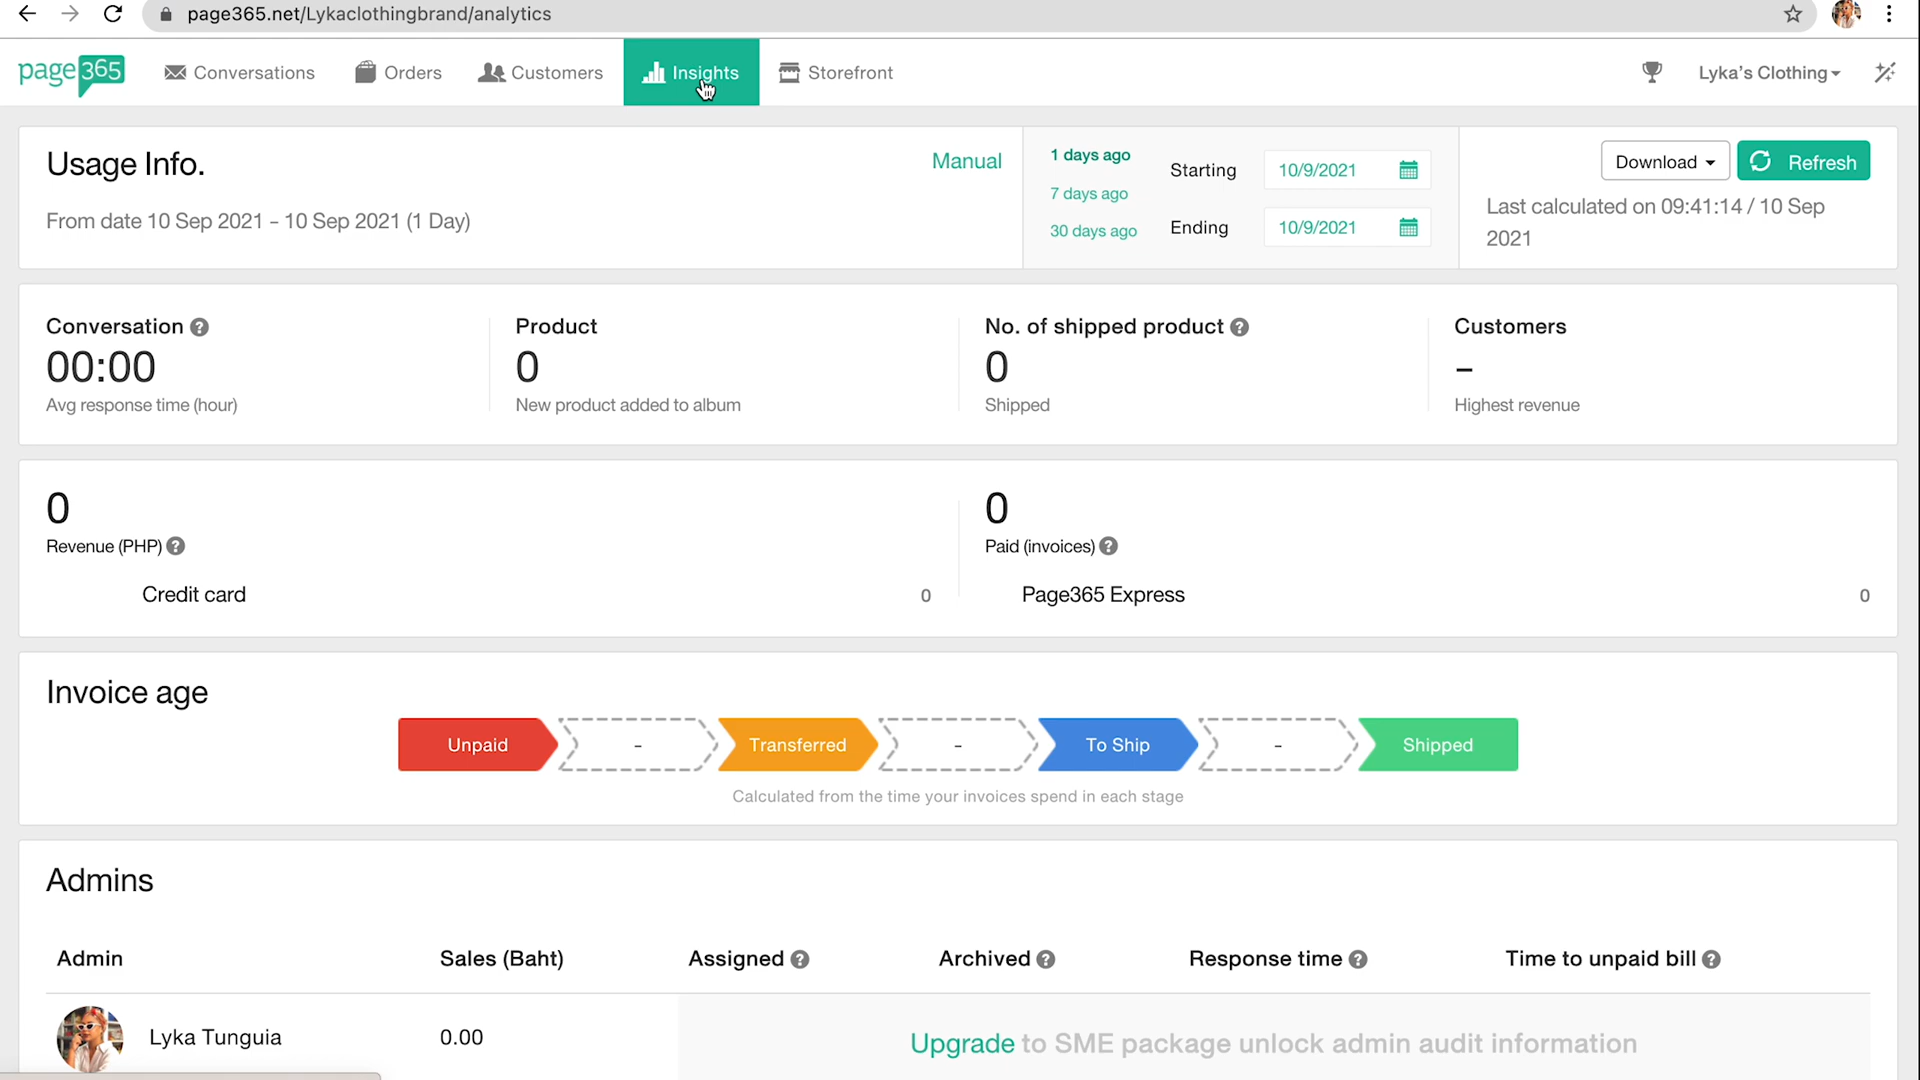 page365.net/Lykaclothingbrand/analytics
page365 Conversations Orders Customers Insights Storefront Lyka's Clothing
Usage Info.
Manual
From date 10 Sep 2021 - 10 Sep 2021 (1 Day)
1 days ago
7 days ago
30 days ago
Starting 10/9/2021
Ending 10/9/2021
Download Refresh
Last calculated on 09:41:14 / 10 Sep
2021
Conversation ?
00:00
Avg response time (hour)
Product
0
New product added to album
No. of shipped product ?
0
Shipped
Customers
–
Highest revenue
0
Revenue (PHP) ?
Credit card 0
0
Paid (invoices) ?
Page365 Express 0
Invoice age
Unpaid - Transferred - To Ship - Shipped
Calculated from the time your invoices spend in each stage
Admins
Admin Sales (Baht) Assigned ? Archived ? Response time ? Time to unpaid bill ?
Lyka Tunguia 0.00 Upgrade to SME package unlock admin audit information